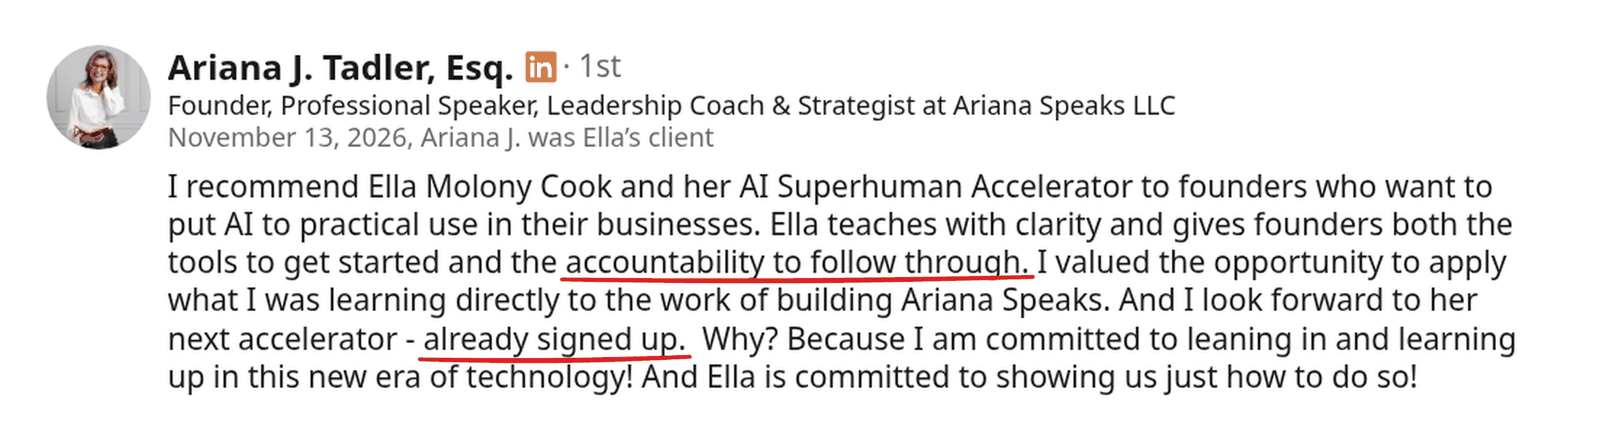 Ariana J. Tadler, Esq. in · 1st
Founder, Professional Speaker, Leadership Coach & Strategist at Ariana Speaks LLC
November 13, 2026, Ariana J. was Ella’s client
I recommend Ella Molony Cook and her AI Superhuman Accelerator to founders who want to
put AI to practical use in their businesses. Ella teaches with clarity and gives founders both the
tools to get started and the accountability to follow through. I valued the opportunity to apply
what I was learning directly to the work of building Ariana Speaks. And I look forward to her
next accelerator - already signed up.  Why? Because I am committed to leaning in and learning
up in this new era of technology! And Ella is committed to showing us just how to do so!